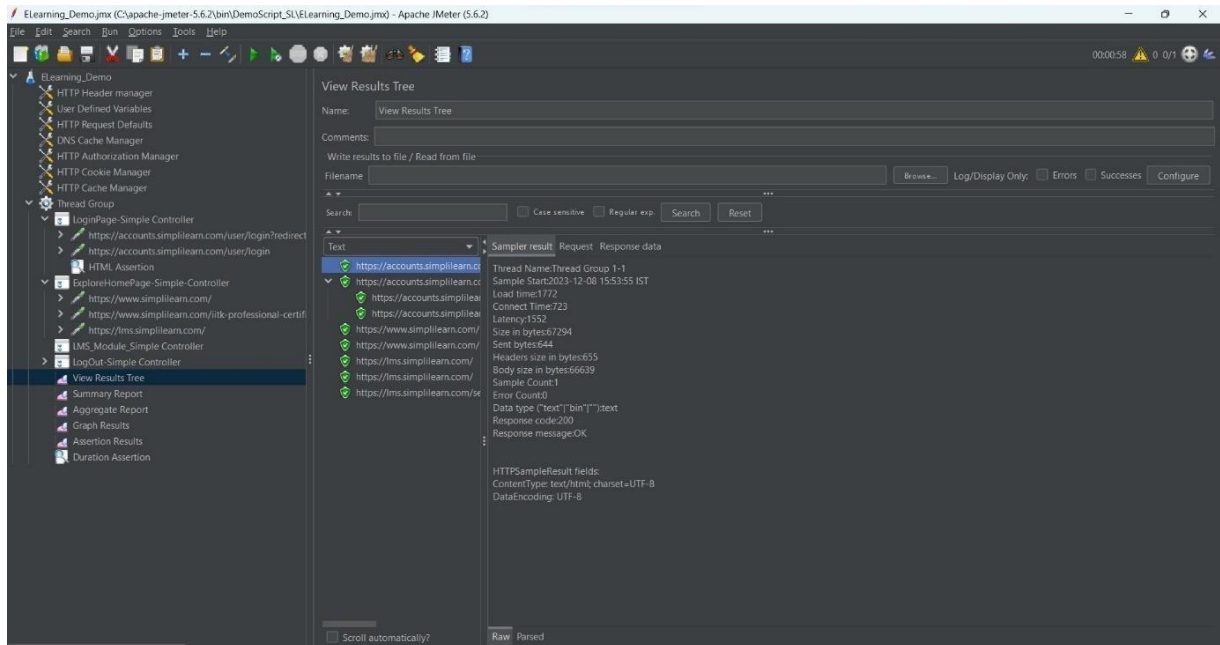 ELearning_Demo.jmx (C:\apache-jmeter-5.6.2\bin\DemoScript_SL\ELearning_Demo.jmx) - Apache JMeter (5.6.2)
File Edit Search Run Options Tools Help
00:00:58 0 0/1
ELearning_Demo
HTTP Header manager
User Defined Variables
HTTP Request Defaults
DNS Cache Manager
HTTP Authorization Manager
HTTP Cookie Manager
HTTP Cache Manager
Thread Group
LoginPage-Simple Controller
https://accounts.simplilearn.com/user/login?redirect
https://accounts.simplilearn.com/user/login
HTML Assertion
ExploreHomePage-Simple-Controller
https://www.simplilearn.com/
https://www.simplilearn.com/iitk-professional-certifi
https://lms.simplilearn.com/
LMS_Module_Simple Controller
LogOut-Simple Controller
View Results Tree
Summary Report
Aggregate Report
Graph Results
Assertion Results
Duration Assertion
View Results Tree
Name: View Results Tree
Comments:
Write results to file / Read from file
Filename Browse... Log/Display Only: Errors Successes Configure
Search: Case sensitive Regular exp. Search Reset
Text
https://accounts.simplilearn.co
https://accounts.simplilearn.co
https://accounts.simplilear
https://accounts.simplilear
https://www.simplilearn.com/
https://www.simplilearn.com/
https://lms.simplilearn.com/
https://lms.simplilearn.com/
https://lms.simplilearn.com/se
Scroll automatically?
Sampler result Request Response data
Thread Name:Thread Group 1-1
Sample Start:2023-12-08 15:53:55 IST
Load time:1772
Connect Time:723
Latency:1552
Size in bytes:67294
Sent bytes:644
Headers size in bytes:655
Body size in bytes:66639
Sample Count:1
Error Count:0
Data type ("text"|"bin"|""):text
Response code:200
Response message:OK
HTTPSampleResult fields:
ContentType: text/html; charset=UTF-8
DataEncoding: UTF-8
Raw Parsed